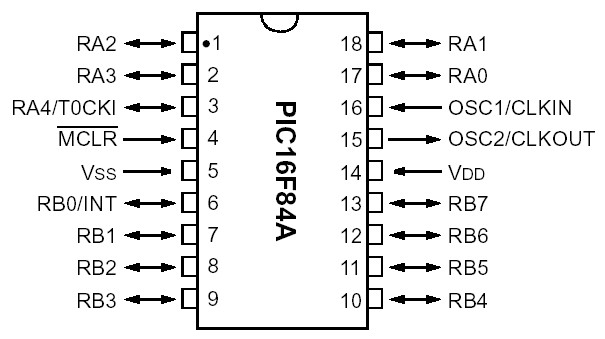 RA2 1 18 RA1
RA3 2 17 RA0
RA4/T0CKI 3 16 OSC1/CLKIN
MCLR 4 15 OSC2/CLKOUT
VSS 5 14 VDD
RB0/INT 6 13 RB7
RB1 7 12 RB6
RB2 8 11 RB5
RB3 9 10 RB4
PIC16F84A